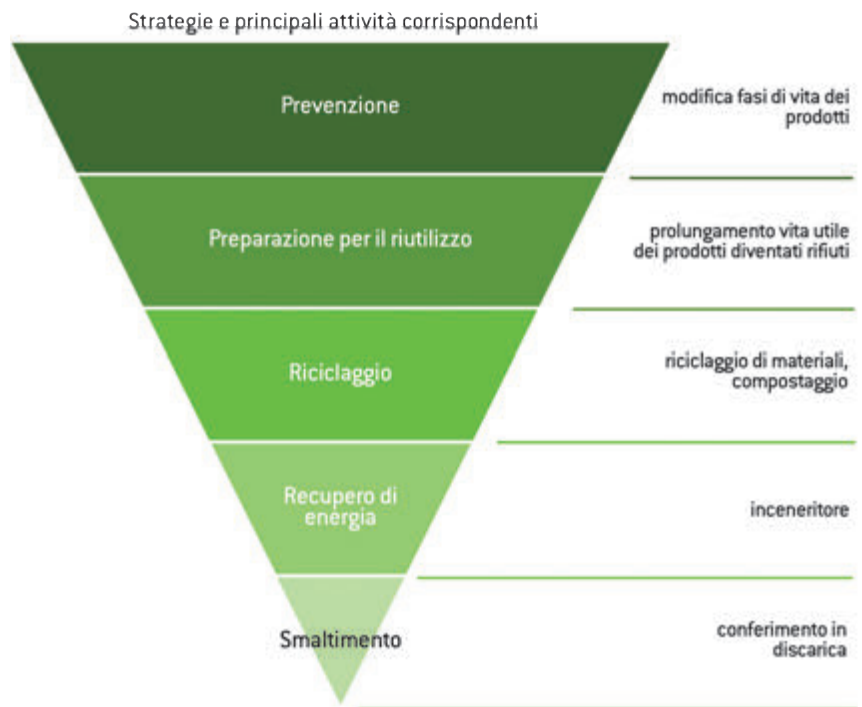 Strategie e principali attività corrispondenti
Prevenzione
modifica fasi di vita dei
prodotti
Preparazione per il riutilizzo
prolungamento vita utile
dei prodotti diventati rifiuti
Riciclaggio
riciclaggio di materiali,
compostaggio
Recupero di
energia
inceneritore
Smaltimento
conferimento in
discarica